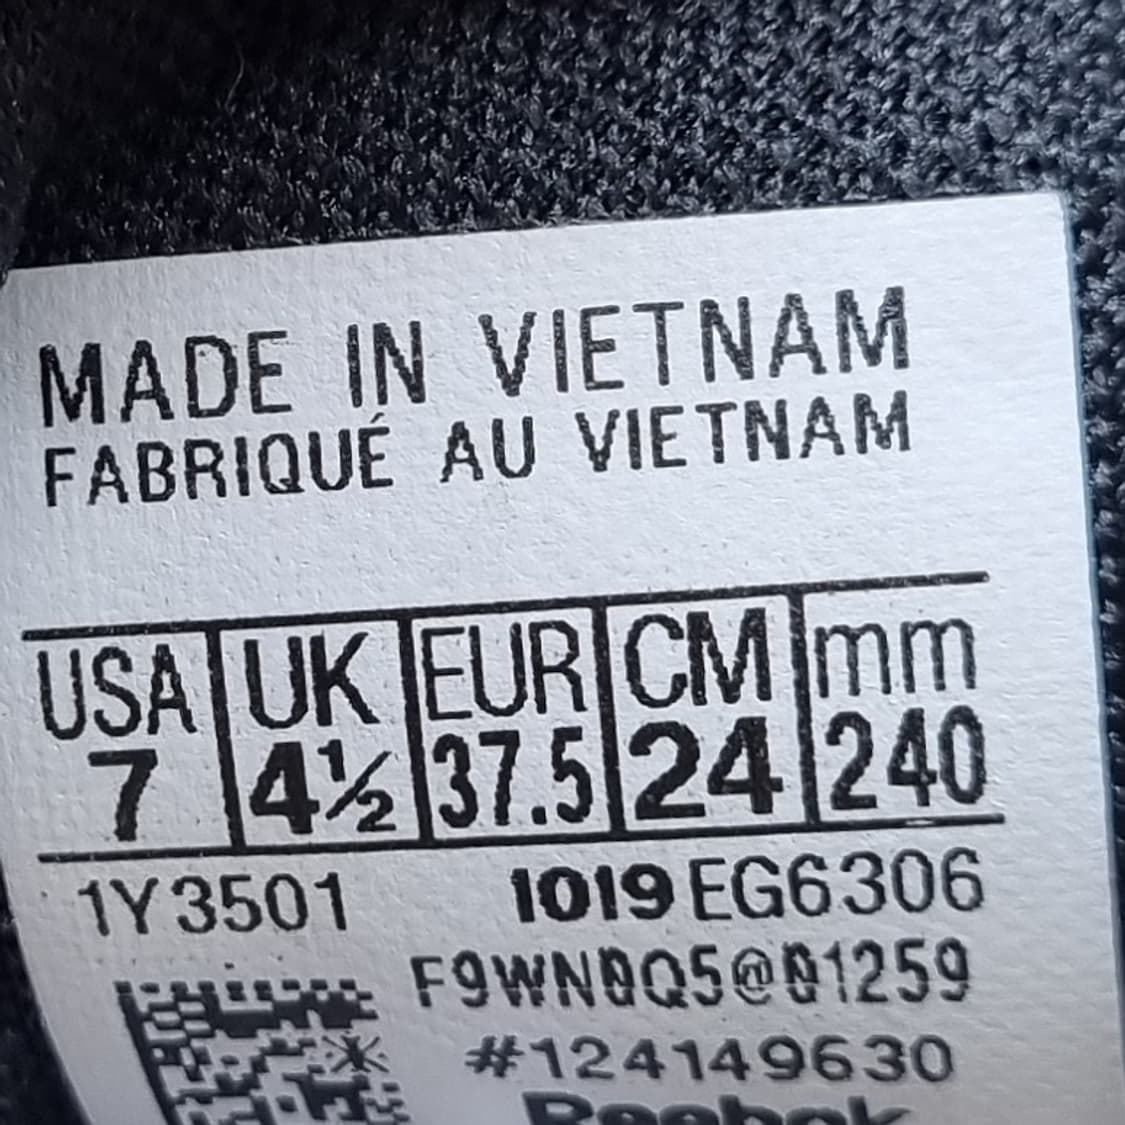 MADE IN VIETNAM
FABRIQUÉ AU VIETNAM
USA UK EUR CM mm
7 4½ 37.5 24 240
1Y3501 1019 EG6306
F9WN0Q5@01259
#124149630
Reebok